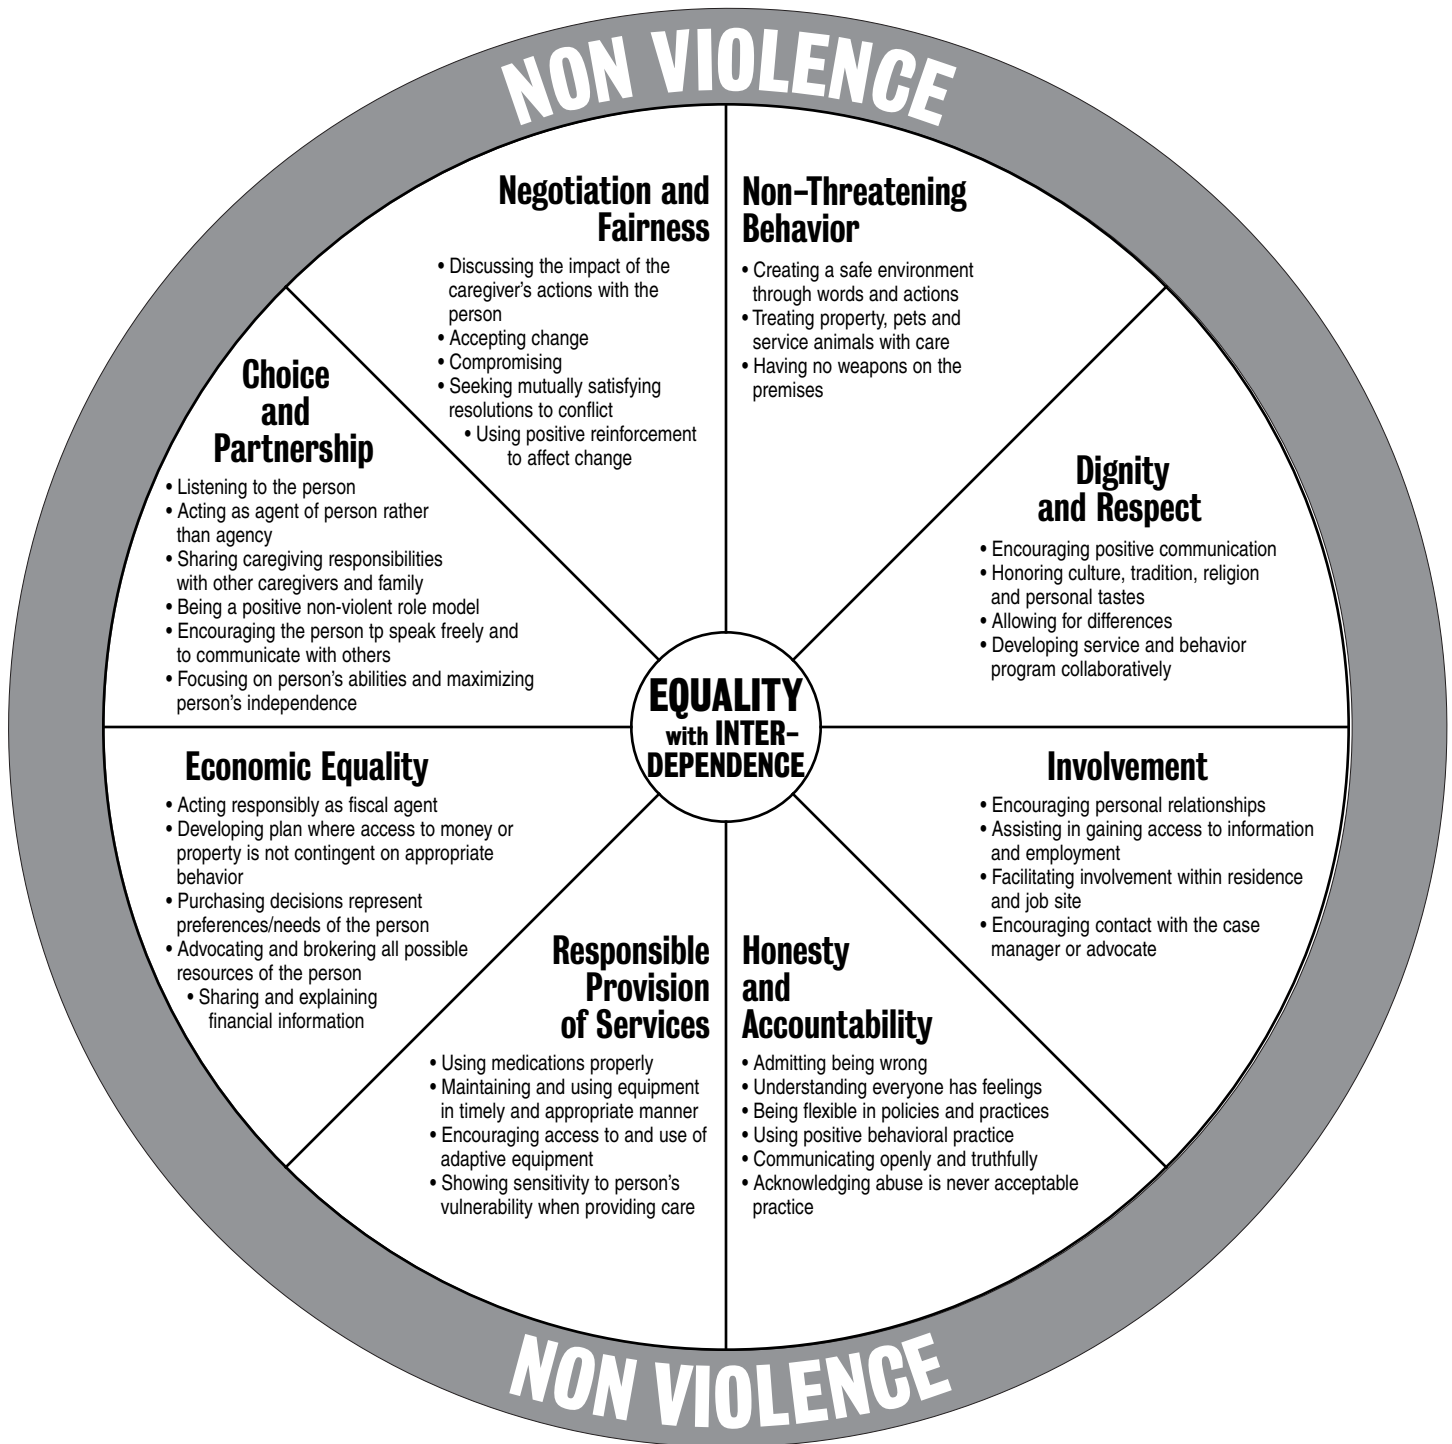 NON VIOLENCE
Negotiation and
Fairness
• Discussing the impact of the
caregiver's actions with the
person
• Accepting change
• Compromising
• Seeking mutually satisfying
resolutions to conflict
• Using positive reinforcement
to affect change
Non-Threatening
Behavior
• Creating a safe environment
through words and actions
• Treating property, pets and
service animals with care
• Having no weapons on the
premises
Choice
and
Partnership
• Listening to the person
• Acting as agent of person rather
than agency
• Sharing caregiving responsibilities
with other caregivers and family
• Being a positive non-violent role model
• Encouraging the person tp speak freely and
to communicate with others
• Focusing on person's abilities and maximizing
person's independence
Dignity
and Respect
• Encouraging positive communication
• Honoring culture, tradition, religion
and personal tastes
• Allowing for differences
• Developing service and behavior
program collaboratively
EQUALITY
with INTER-
DEPENDENCE
Economic Equality
• Acting responsibly as fiscal agent
• Developing plan where access to money or
property is not contingent on appropriate
behavior
• Purchasing decisions represent
preferences/needs of the person
• Advocating and brokering all possible
resources of the person
• Sharing and explaining
financial information
Involvement
• Encouraging personal relationships
• Assisting in gaining access to information
and employment
• Facilitating involvement within residence
and job site
• Encouraging contact with the case
manager or advocate
Responsible
Provision
of Services
• Using medications properly
• Maintaining and using equipment
in timely and appropriate manner
• Encouraging access to and use of
adaptive equipment
• Showing sensitivity to person's
vulnerability when providing care
Honesty
and
Accountability
• Admitting being wrong
• Understanding everyone has feelings
• Being flexible in policies and practices
• Using positive behavioral practice
• Communicating openly and truthfully
• Acknowledging abuse is never acceptable
practice
NON VIOLENCE